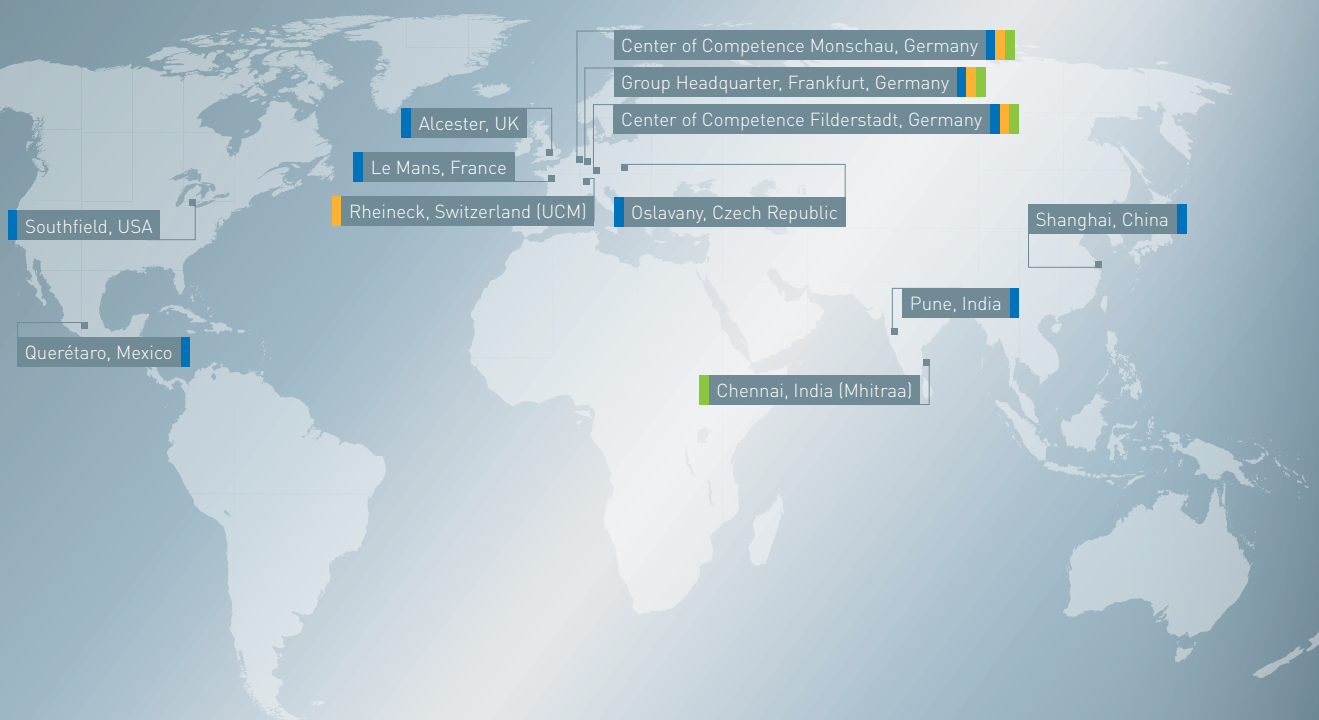 Center of Competence Monschau, Germany
Group Headquarter, Frankfurt, Germany
Center of Competence Filderstadt, Germany
Alcester, UK
Le Mans, France
Rheineck, Switzerland (UCM)
Oslavany, Czech Republic
Southfield, USA
Shanghai, China
Pune, India
Querétaro, Mexico
Chennai, India (Mhitraa)